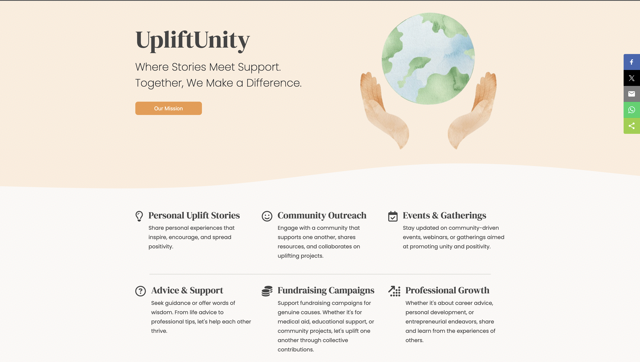 UpliftUnity
Where Stories Meet Support.
Together, We Make a Difference.
Our Mission
Personal Uplift Stories
Share personal experiences that
inspire, encourage, and spread
positivity.
Community Outreach
Engage with a community that
supports one another, shares
resources, and collaborates on
uplifting projects.
Events & Gatherings
Stay updated on community-driven
events, webinars, or gatherings aimed
at promoting unity and positivity.
Advice & Support
Seek guidance or offer words of
wisdom. From life advice to
professional tips, let's help each other
thrive.
Fundraising Campaigns
Support fundraising campaigns for
genuine causes. Whether it's for
medical aid, educational support, or
community projects, let's uplift one
another through collective
contributions.
Professional Growth
Whether it's about career advice,
personal development, or
entrepreneurial endeavors, share
and learn from the experiences of
others.